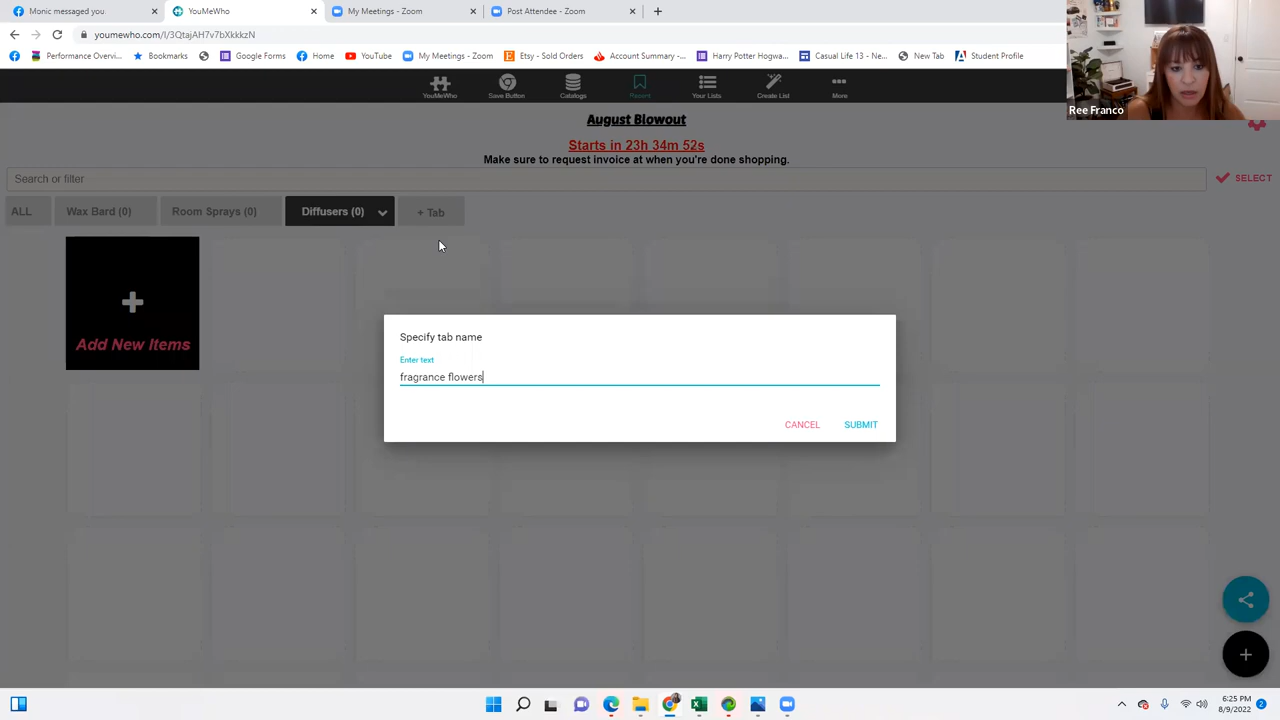 Monic messaged you
YouMeWho
My Meetings - Zoom
Post Attendee - Zoom
youmewho.com/l/3QtajAH7v7bXkkkzN
Performance Overvi...
Bookmarks
Google Forms
Home
YouTube
My Meetings - Zoom
Etsy - Sold Orders
Account Summary -...
Harry Potter Hogwa...
Casual Life 13 - Ne...
New Tab
Student Profile
YouMeWho
Save Button
Catalogs
Recent
Your Lists
Create List
More
Ree Franco
August Blowout
Starts in 23h 34m 52s
Make sure to request invoice at when you're done shopping.
Search or filter
SELECT
ALL
Wax Bard (0)
Room Sprays (0)
Diffusers (0)
+ Tab
Add New Items
Specify tab name
Enter text
fragrance flowers
CANCEL
SUBMIT
6:25 PM
8/9/2022
2